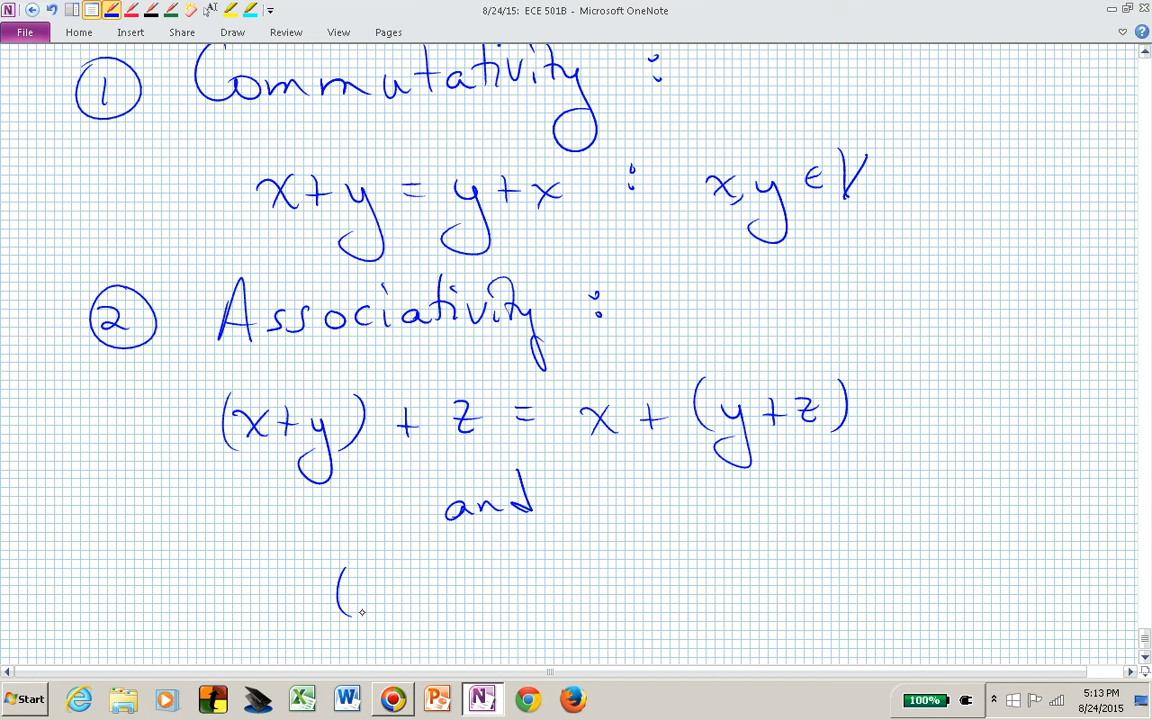 8/24/15: ECE 501B - Microsoft OneNote
File Home Insert Share Draw Review View Pages
① Commutativity :
x+y = y+x : x,y ∈ V
② Associativity :
(x+y) + z = x + (y+z)
and
(
Start
100%
5:13 PM
8/24/2015